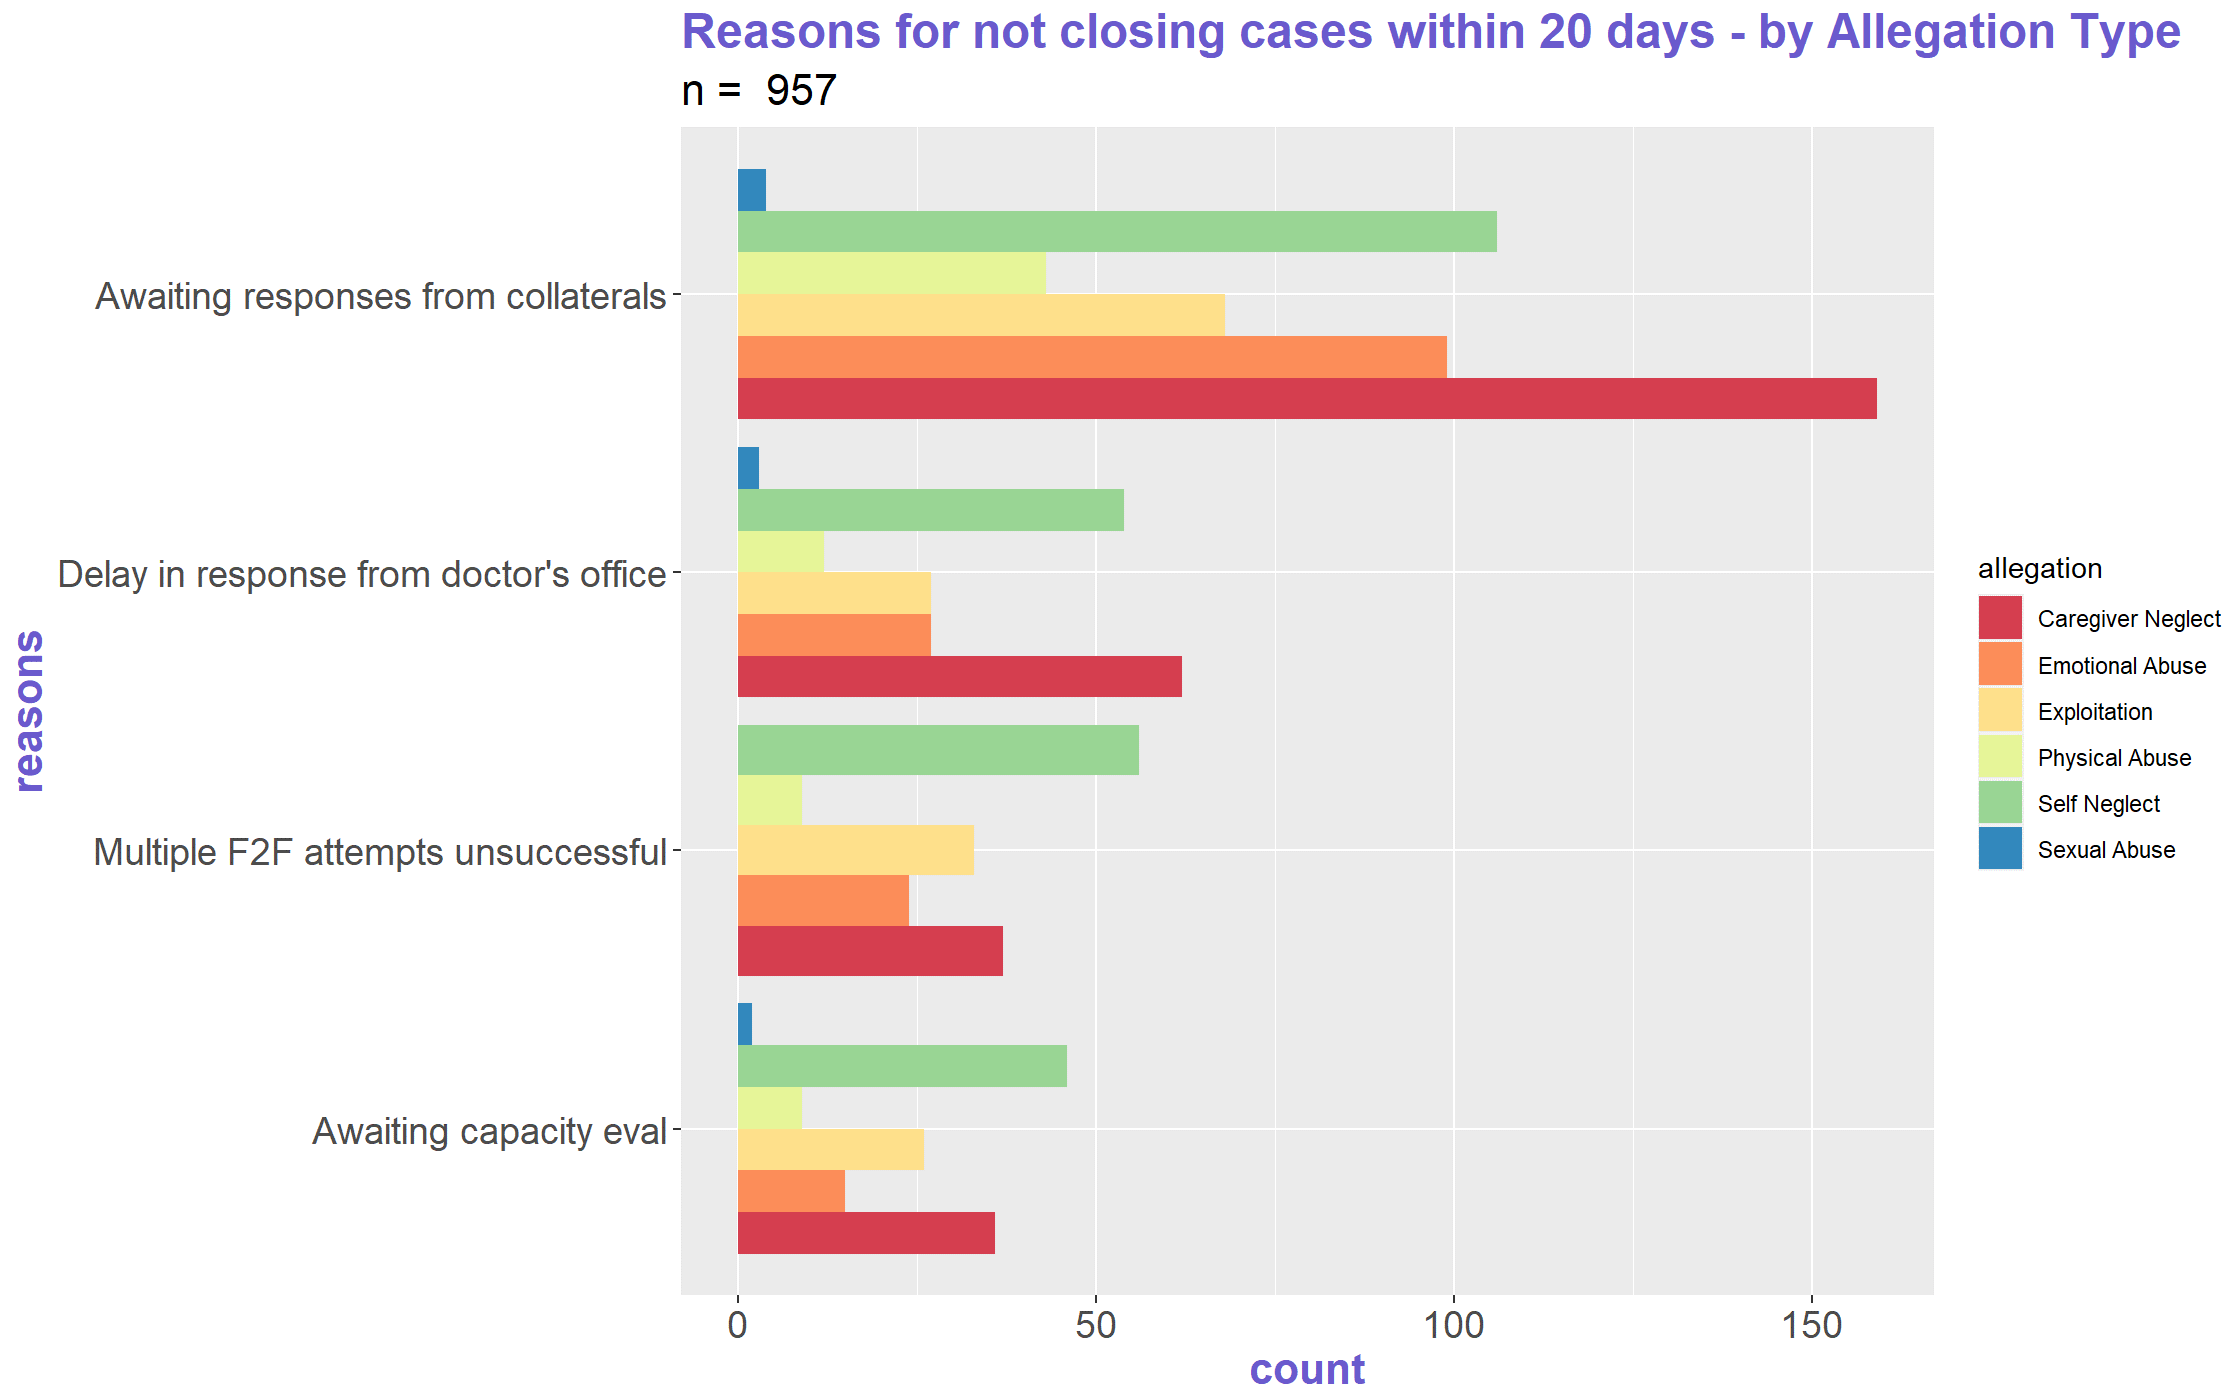 Reasons for not closing cases within 20 days - by Allegation Type
n =  957
Awaiting responses from collaterals
Delay in response from doctor's office
Multiple F2F attempts unsuccessful
Awaiting capacity eval
reasons
0 50 100 150
count
allegation
Caregiver Neglect
Emotional Abuse
Exploitation
Physical Abuse
Self Neglect
Sexual Abuse